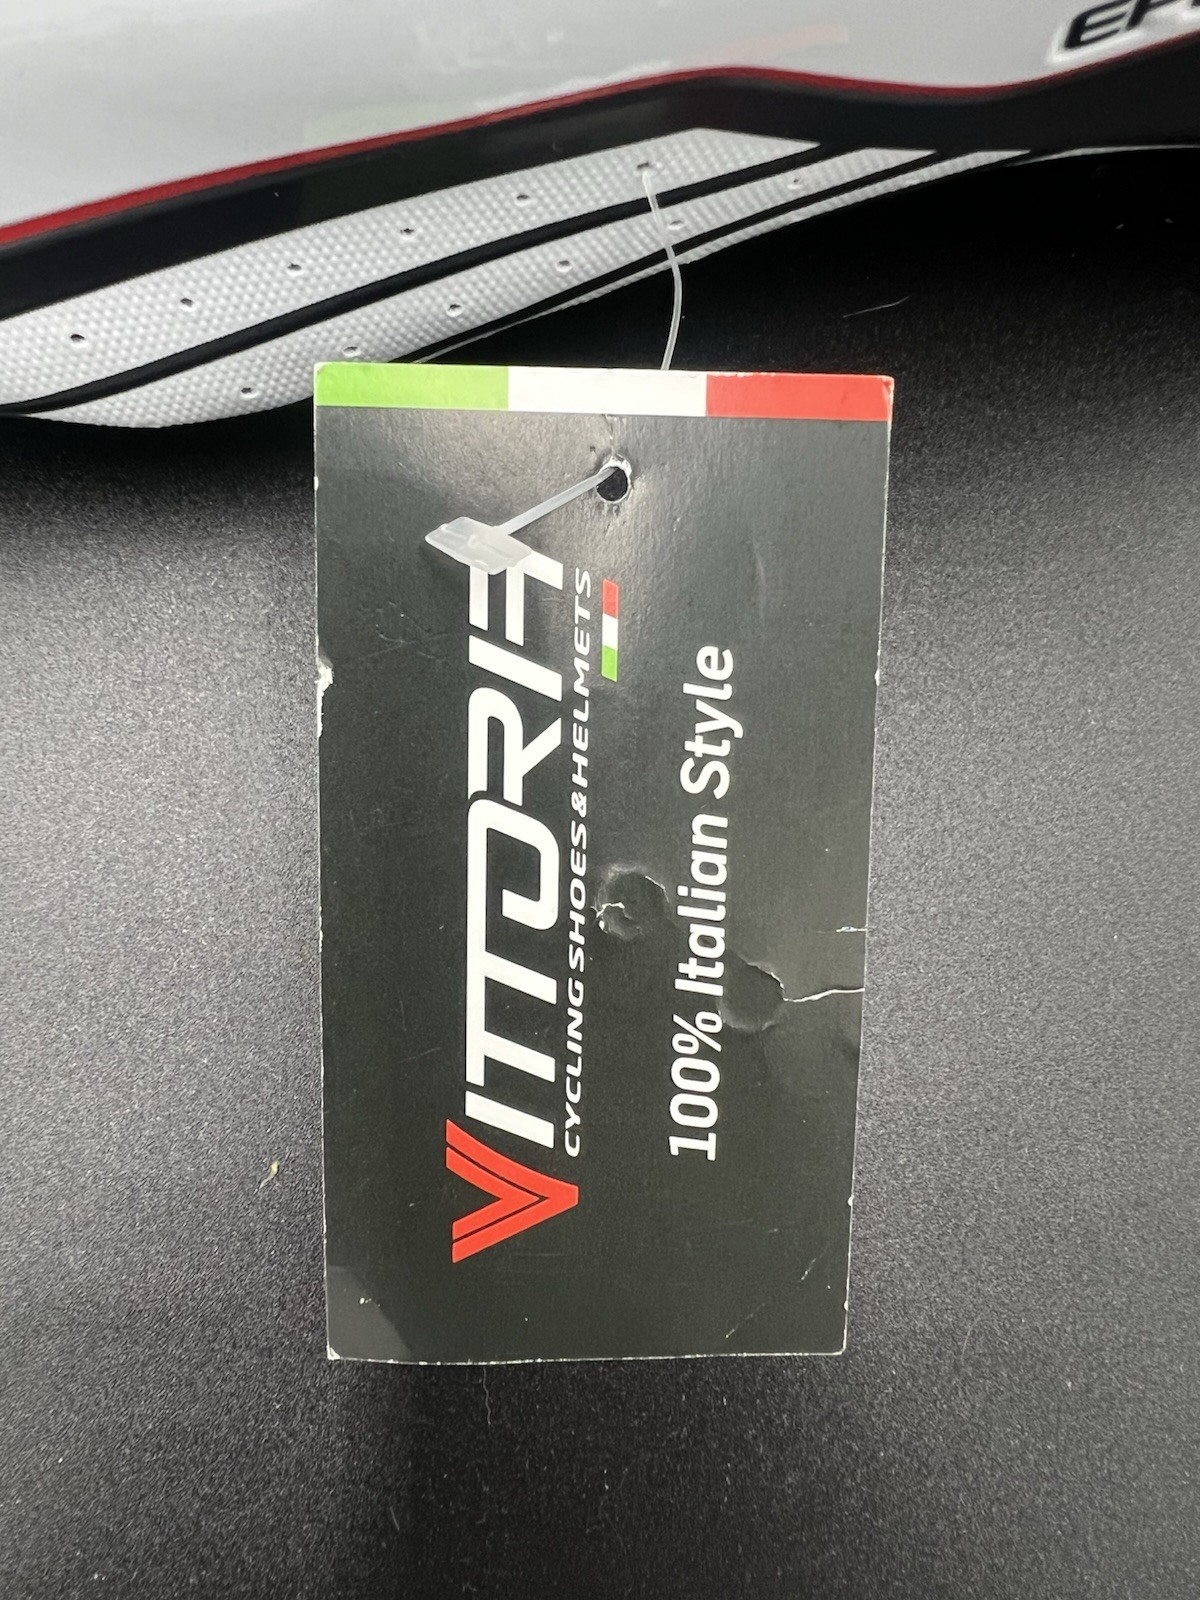 VITTORIA
CYCLING SHOES & HELMETS
100% Italian Style